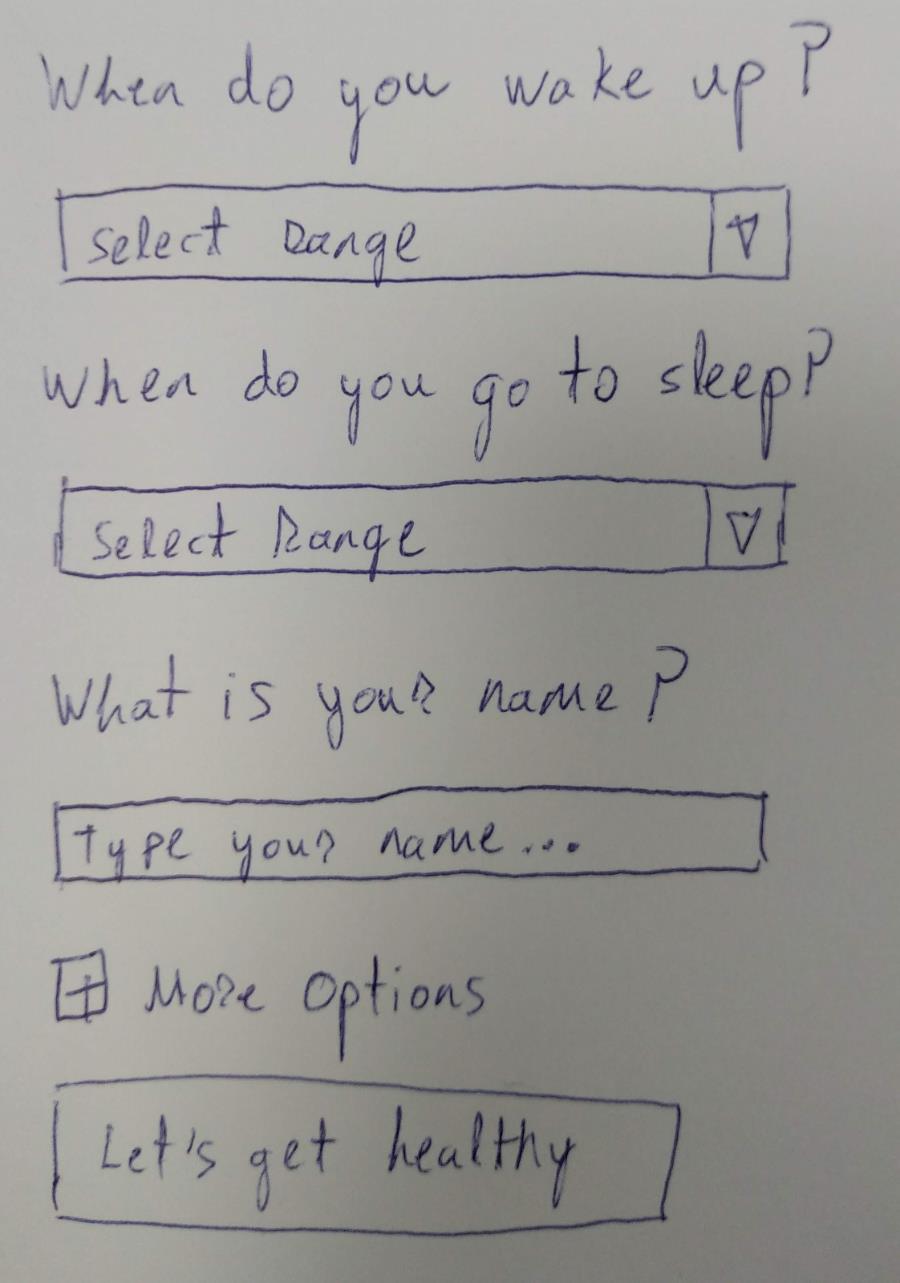 When do you wake up?
Select Range
When do you go to sleep?
Select Range
What is your name?
Type your name...
More Options
Let's get healthy